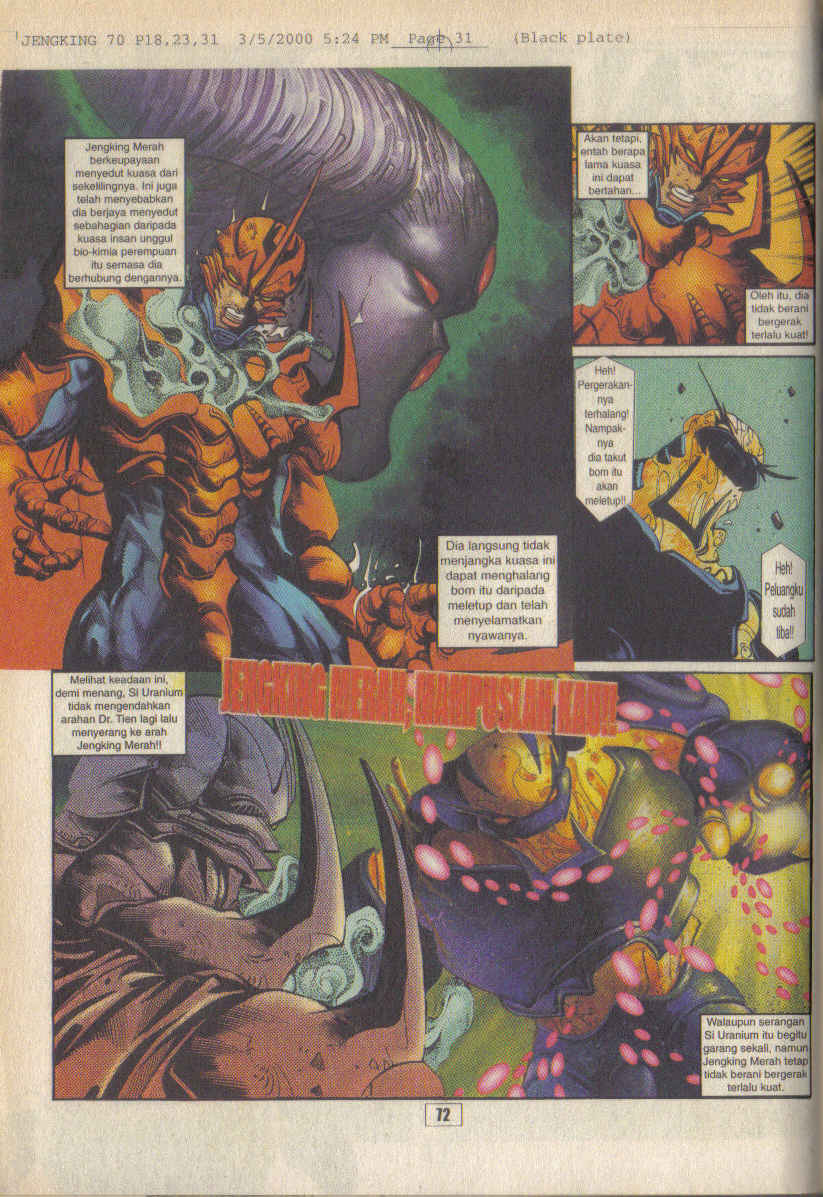 JENGKING 70 P18,23,31 3/5/2000 5:24 PM Page 31 (Black plate)
Jengking Merah
berkeupayaan
menyedut kuasa dari
sekelilingnya. Ini juga
telah menyebabkan
dia berjaya menyedut
sebahagian daripada
kuasa insan unggul
bio-kimia perempuan
itu semasa dia
berhubung dengannya.
Dia langsung tidak
menjangka kuasa ini
dapat menghalang
bom itu daripada
meletup dan telah
menyelamatkan
nyawanya.
Akan tetapi,
entah berapa
lama kuasa
ini dapat
bertahan...
Oleh itu, dia
tidak berani
bergerak
terlalu kuat!
Heh!
Pergerakan-
nya
terhalang!
Nampak-
nya
dia takut
bom itu
akan
meletup!!
Heh!
Peluangku
sudah
tiba!!
Melihat keadaan ini,
demi menang, Si Uranium
tidak mengendahkan
arahan Dr. Tien lagi lalu
menyerang ke arah
Jengking Merah!!
JENGKING MERAH, MAMPUSLAH KAU!!
Walaupun serangan
Si Uranium itu begitu
garang sekali, namun
Jengking Merah tetap
tidak berani bergerak
terlalu kuat.
72